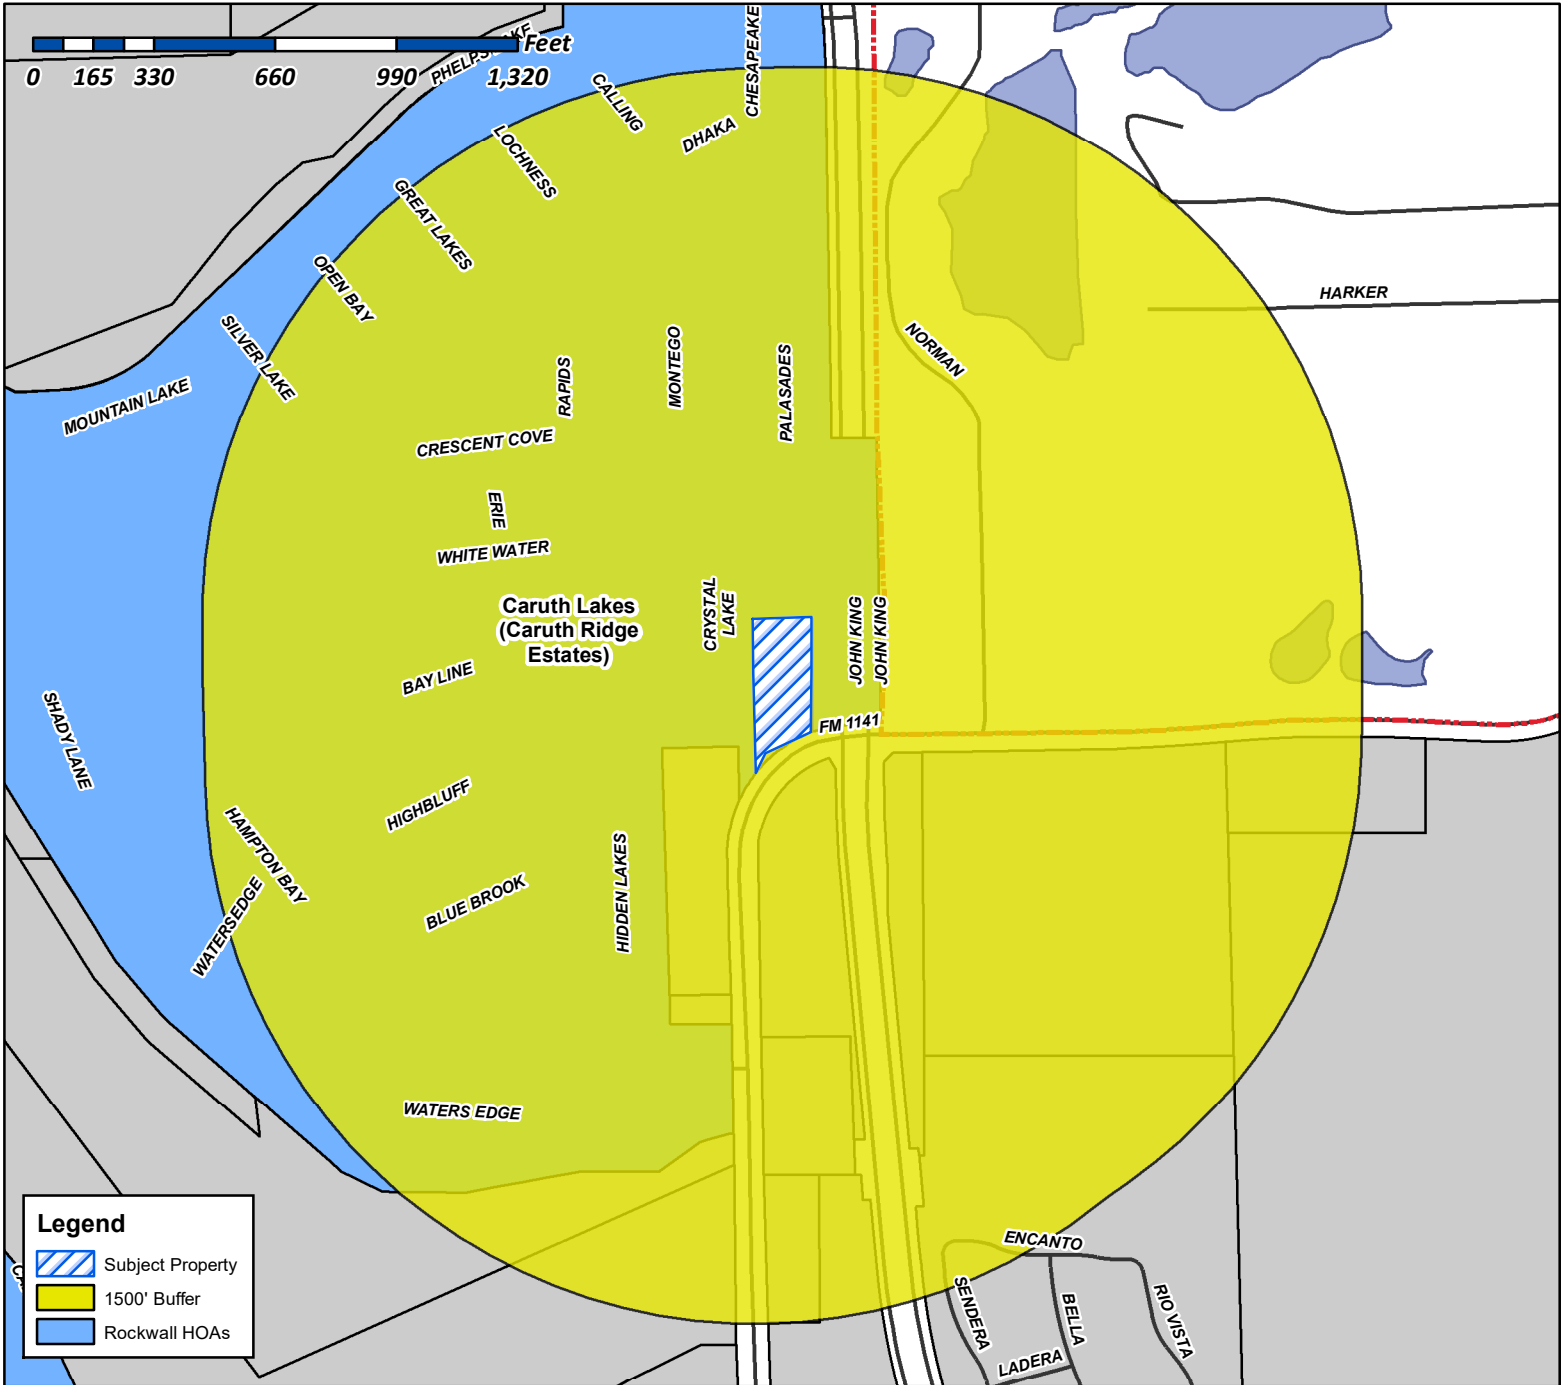 Feet
0 165 330 660 990 1,320
PHELPS LAKE
CHESAPEAKE
CALLING
DHAKA
LOCHNESS
GREAT LAKES
OPEN BAY
SILVER LAKE
MOUNTAIN LAKE
HARKER
NORMAN
RAPIDS
MONTEGO
PALASADES
CRESCENT COVE
ERIE
WHITE WATER
Caruth Lakes
(Caruth Ridge
Estates)
CRYSTAL
LAKE
JOHN KING
JOHN KING
BAY LINE
SHADY LANE
FM 1141
HIGHBLUFF
HAMPTON BAY
WATERSEDGE
BLUE BROOK
HIDDEN LAKES
WATERS EDGE
ENCANTO
SENDERA
BELLA
RIO VISTA
LADERA
Legend
Subject Property
1500' Buffer
Rockwall HOAs